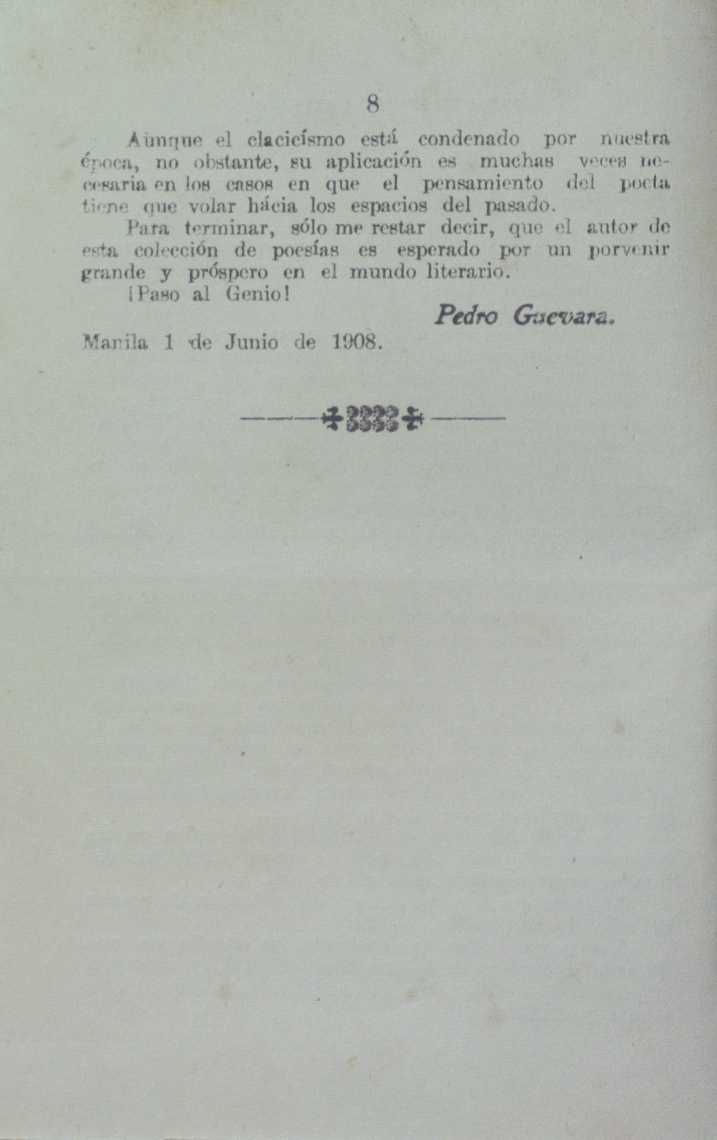 8
Aunque el clacicísmo está condenado por nuestra
época, no obstante, su aplicación es muchas veces ne-
cesaria en los casos en que el pensamiento del poeta
tiene que volar hácia los espacios del pasado.
Para terminar, sólo me restar decir, que el autor de
esta colección de poesías es esperado por un porvenir
grande y próspero en el mundo literario.
¡Paso al Genio!
Pedro Guevara.
Manila 1 de Junio de 1908.